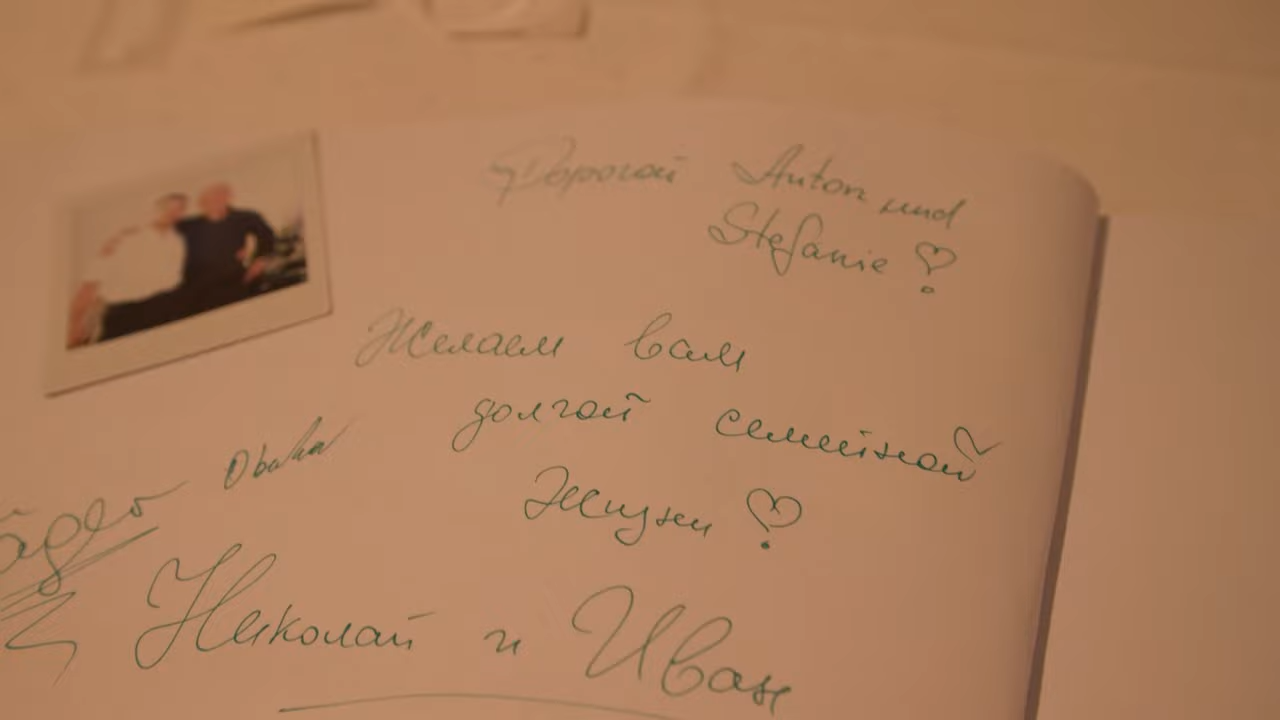 Дорогой Anton und
Stefanie
Желаем вам
долгой семейной
Жизни
Николай и Иван